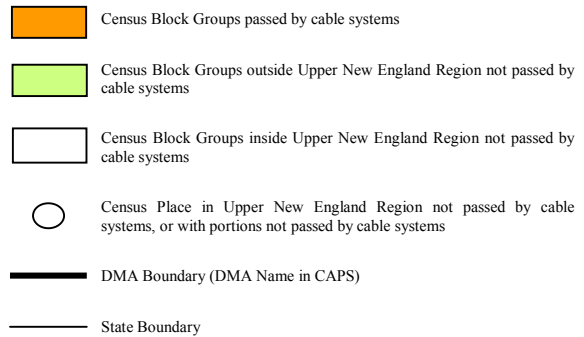 Census Block Groups passed by cable systems
Census Block Groups outside Upper New England Region not passed by
cable systems
Census Block Groups inside Upper New England Region not passed by
cable systems
Census Place in Upper New England Region not passed by cable
systems, or with portions not passed by cable systems
DMA Boundary (DMA Name in CAPS)
State Boundary